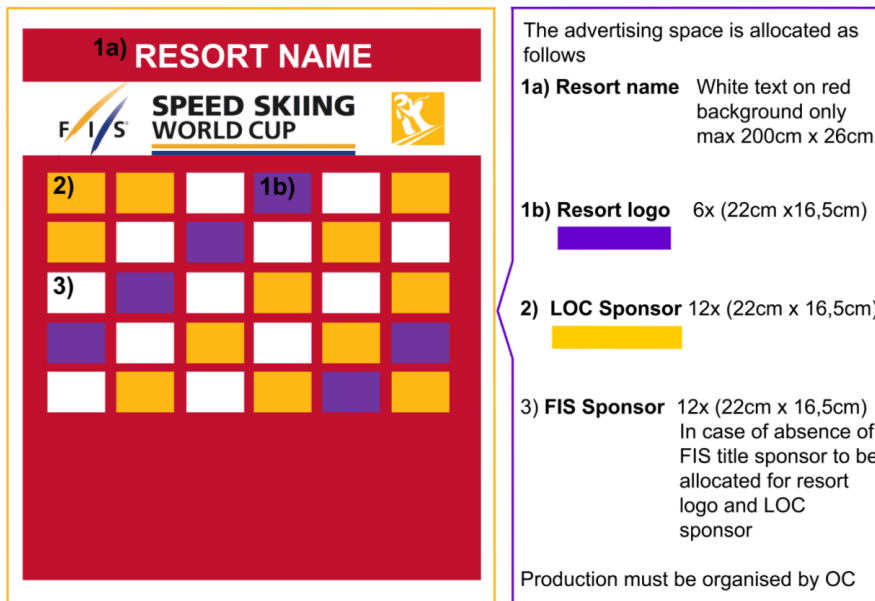 1a) RESORT NAME
FIS
SPEED SKIING
WORLD CUP
2)
1b)
3)
The advertising space is allocated as
follows
1a) Resort name White text on red
background only
max 200cm x 26cm
1b) Resort logo 6x (22cm x16,5cm)
2) LOC Sponsor 12x (22cm x 16,5cm)
3) FIS Sponsor 12x (22cm x 16,5cm)
In case of absence of
FIS title sponsor to be
allocated for resort
logo and LOC
sponsor
Production must be organised by OC